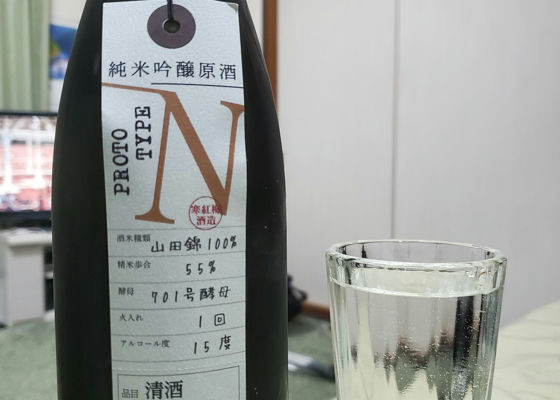 純米吟醸原酒
PROTO
TYPE
N
寒紅梅
酒造
酒米種類 山田錦100%
精米歩合 55%
酵母 701号酵母
火入れ 1回
アルコール度 15度
品目 清酒